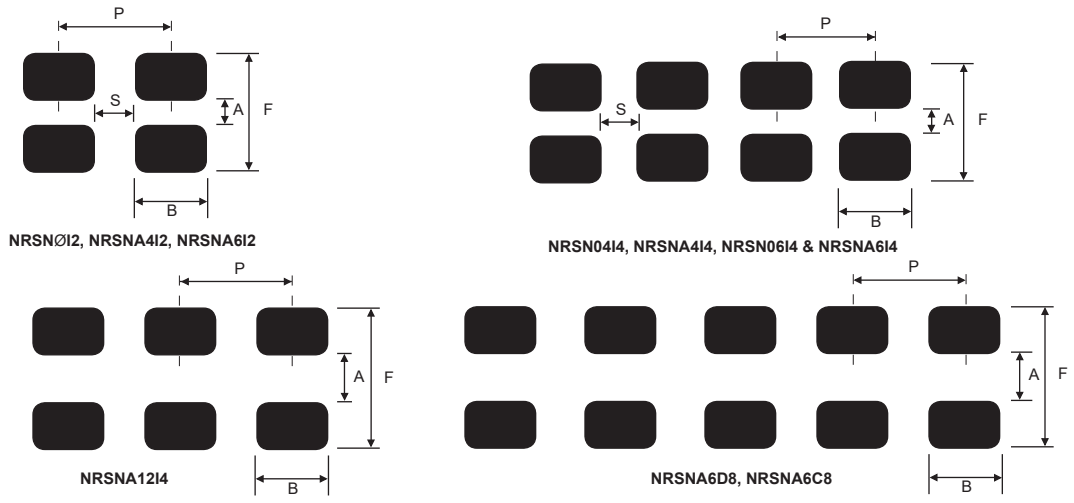 P
S
A
F
B
NRSNØI2, NRSNA4I2, NRSNA6I2
P
S
A
F
B
NRSN04I4, NRSNA4I4, NRSN06I4 & NRSNA6I4
P
A
F
B
NRSNA12I4
P
A
F
B
NRSNA6D8, NRSNA6C8